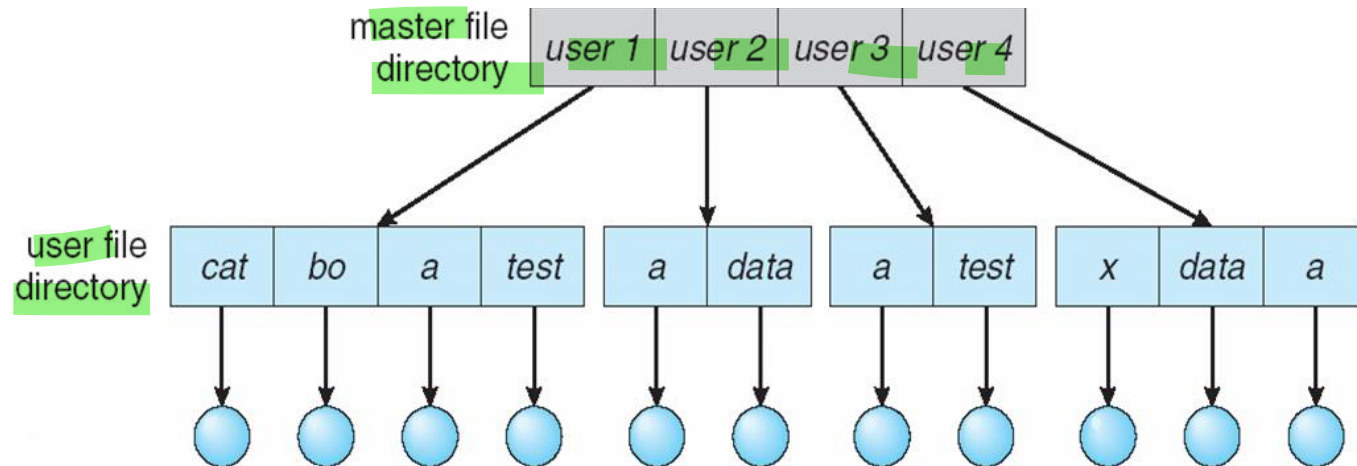 master file
directory
user 1 user 2 user 3 user 4
user file
directory
cat bo a test a data a test x data a